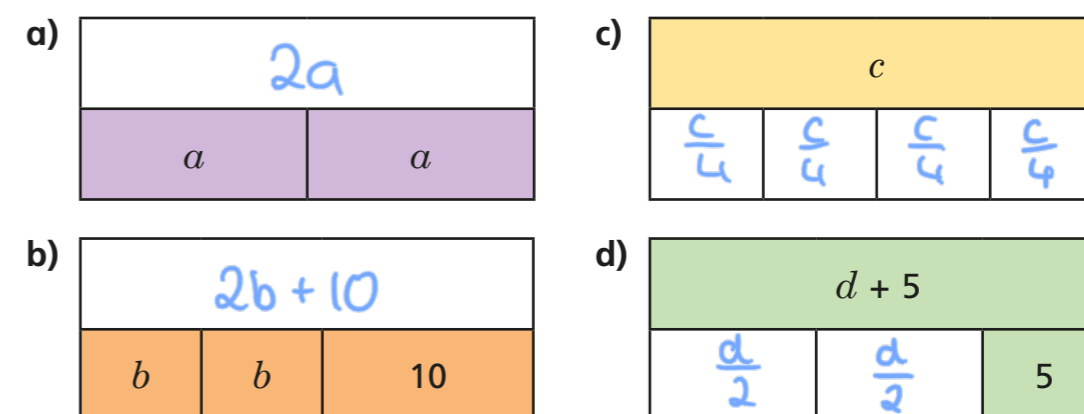 a)
2a
a a
b)
2b + 10
b b 10
c)
c
c/4 c/4 c/4 c/4
d)
d + 5
d/2 d/2 5